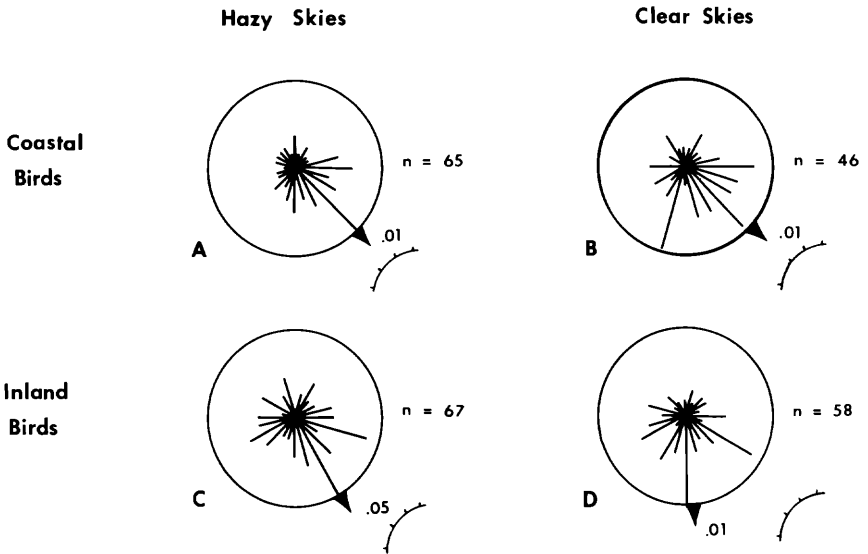 Hazy Skies
Clear Skies
Coastal
Birds
n = 65
n = 46
.01
.01
A
B
Inland
Birds
n = 67
n = 58
C
D
.05
.01